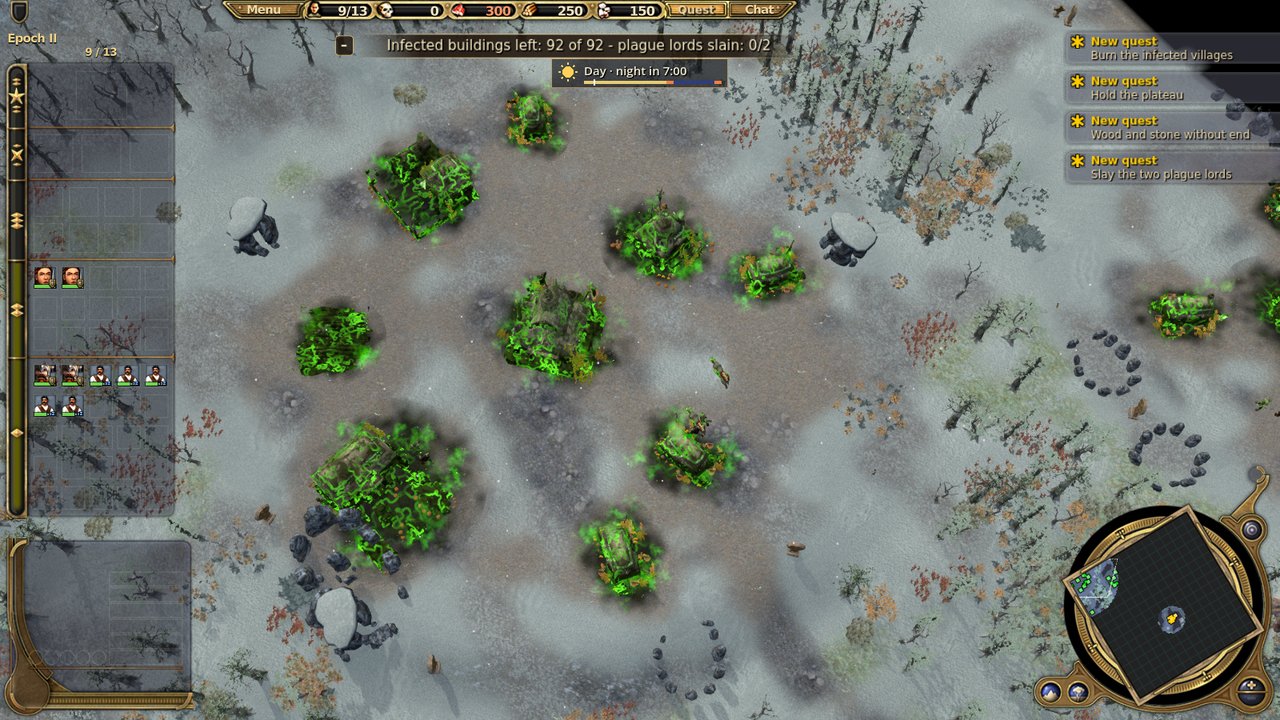 Menu
9/13
0
300
250
150
Quest
Chat
Epoch II
9 / 13
-
Infected buildings left: 92 of 92 - plague lords slain: 0/2
Day · night in 7:00
New quest
Burn the infected villages
New quest
Hold the plateau
New quest
Wood and stone without end
New quest
Slay the two plague lords